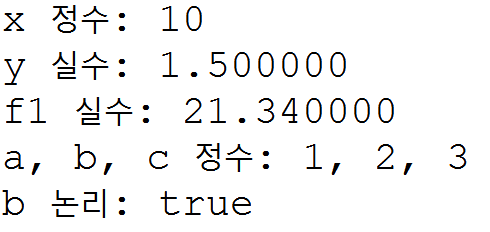 x 정수: 10
y 실수: 1.500000
f1 실수: 21.340000
a, b, c 정수: 1, 2, 3
b 논리: true